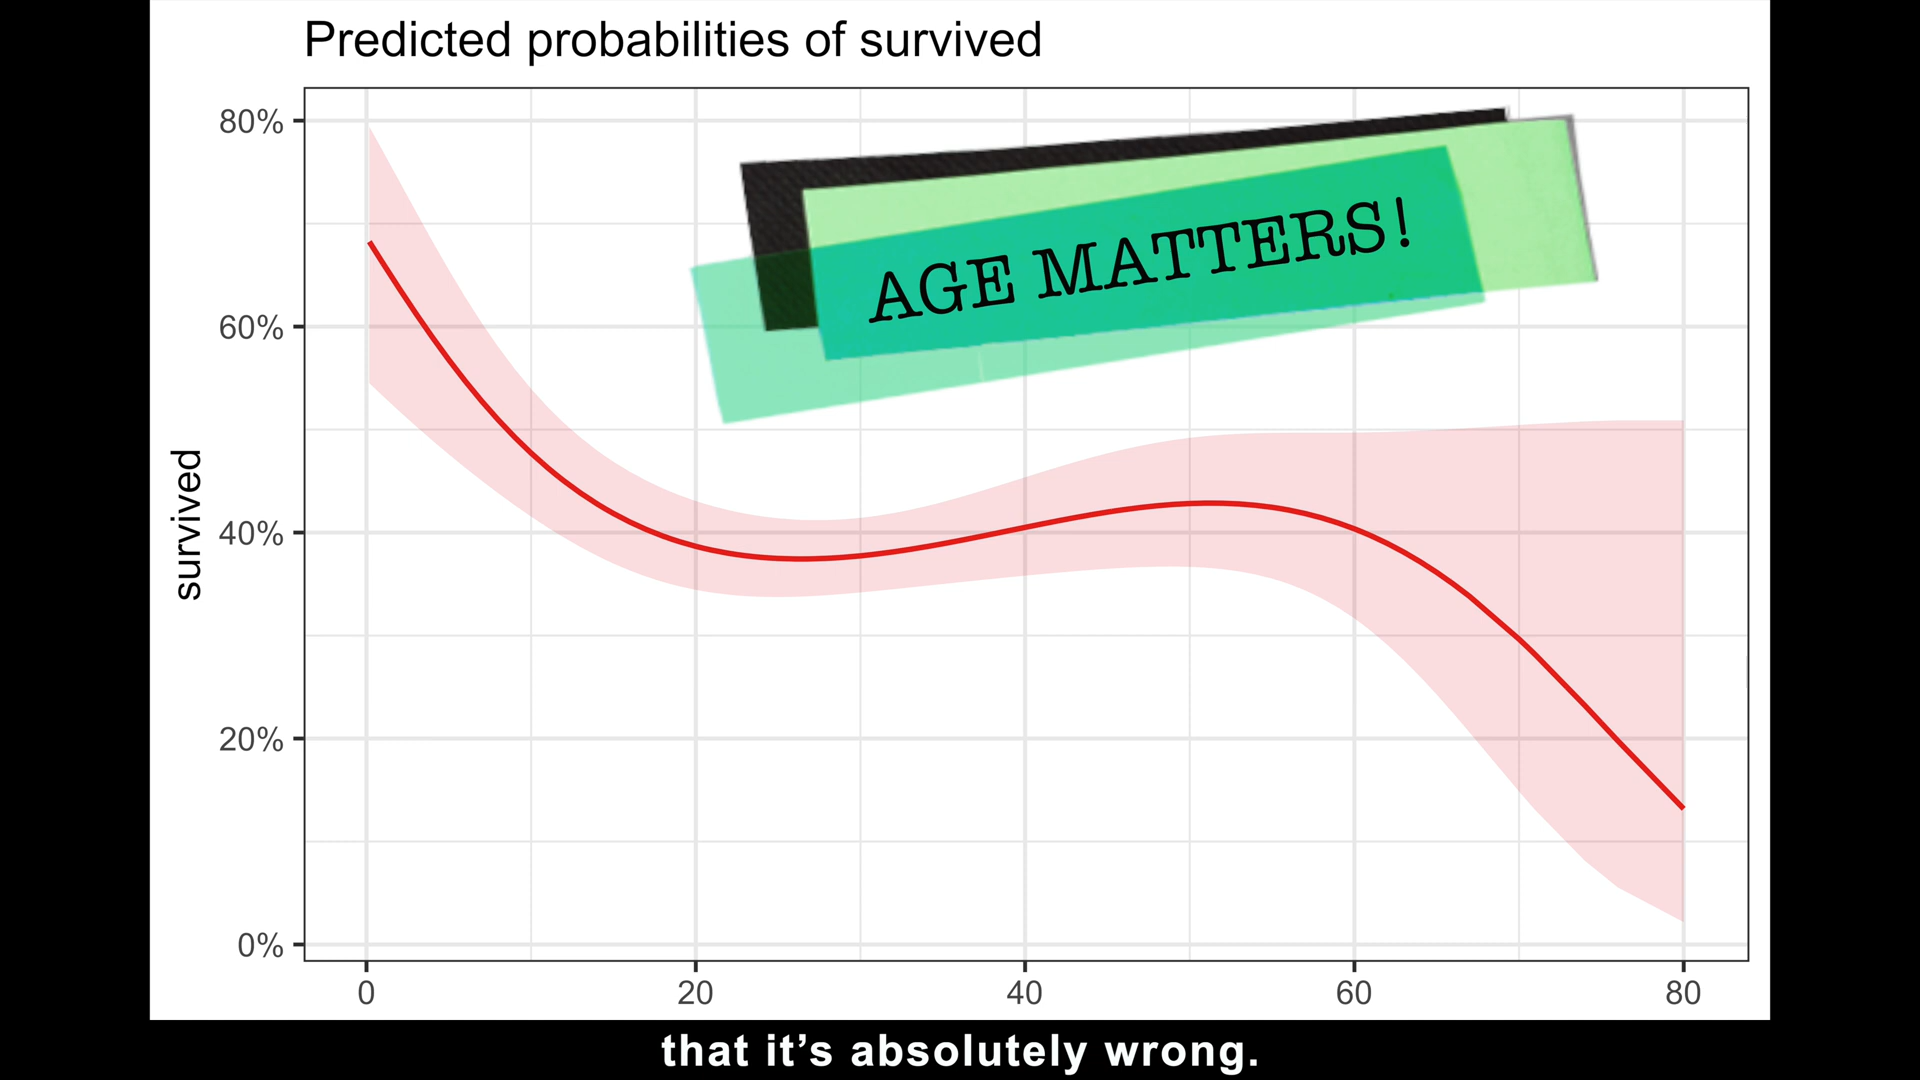 Predicted probabilities of survived
80%
60%
40%
20%
0%
survived
AGE MATTERS!
0 20 40 60 80
that it's absolutely wrong.